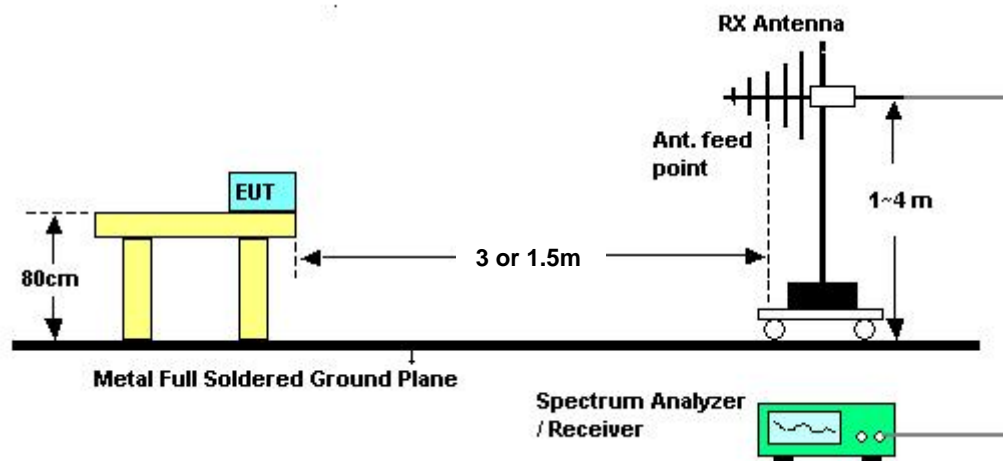 RX Antenna
Ant. feed
point
EUT
1~4 m
3 or 1.5m
80cm
Metal Full Soldered Ground Plane
Spectrum Analyzer
/ Receiver